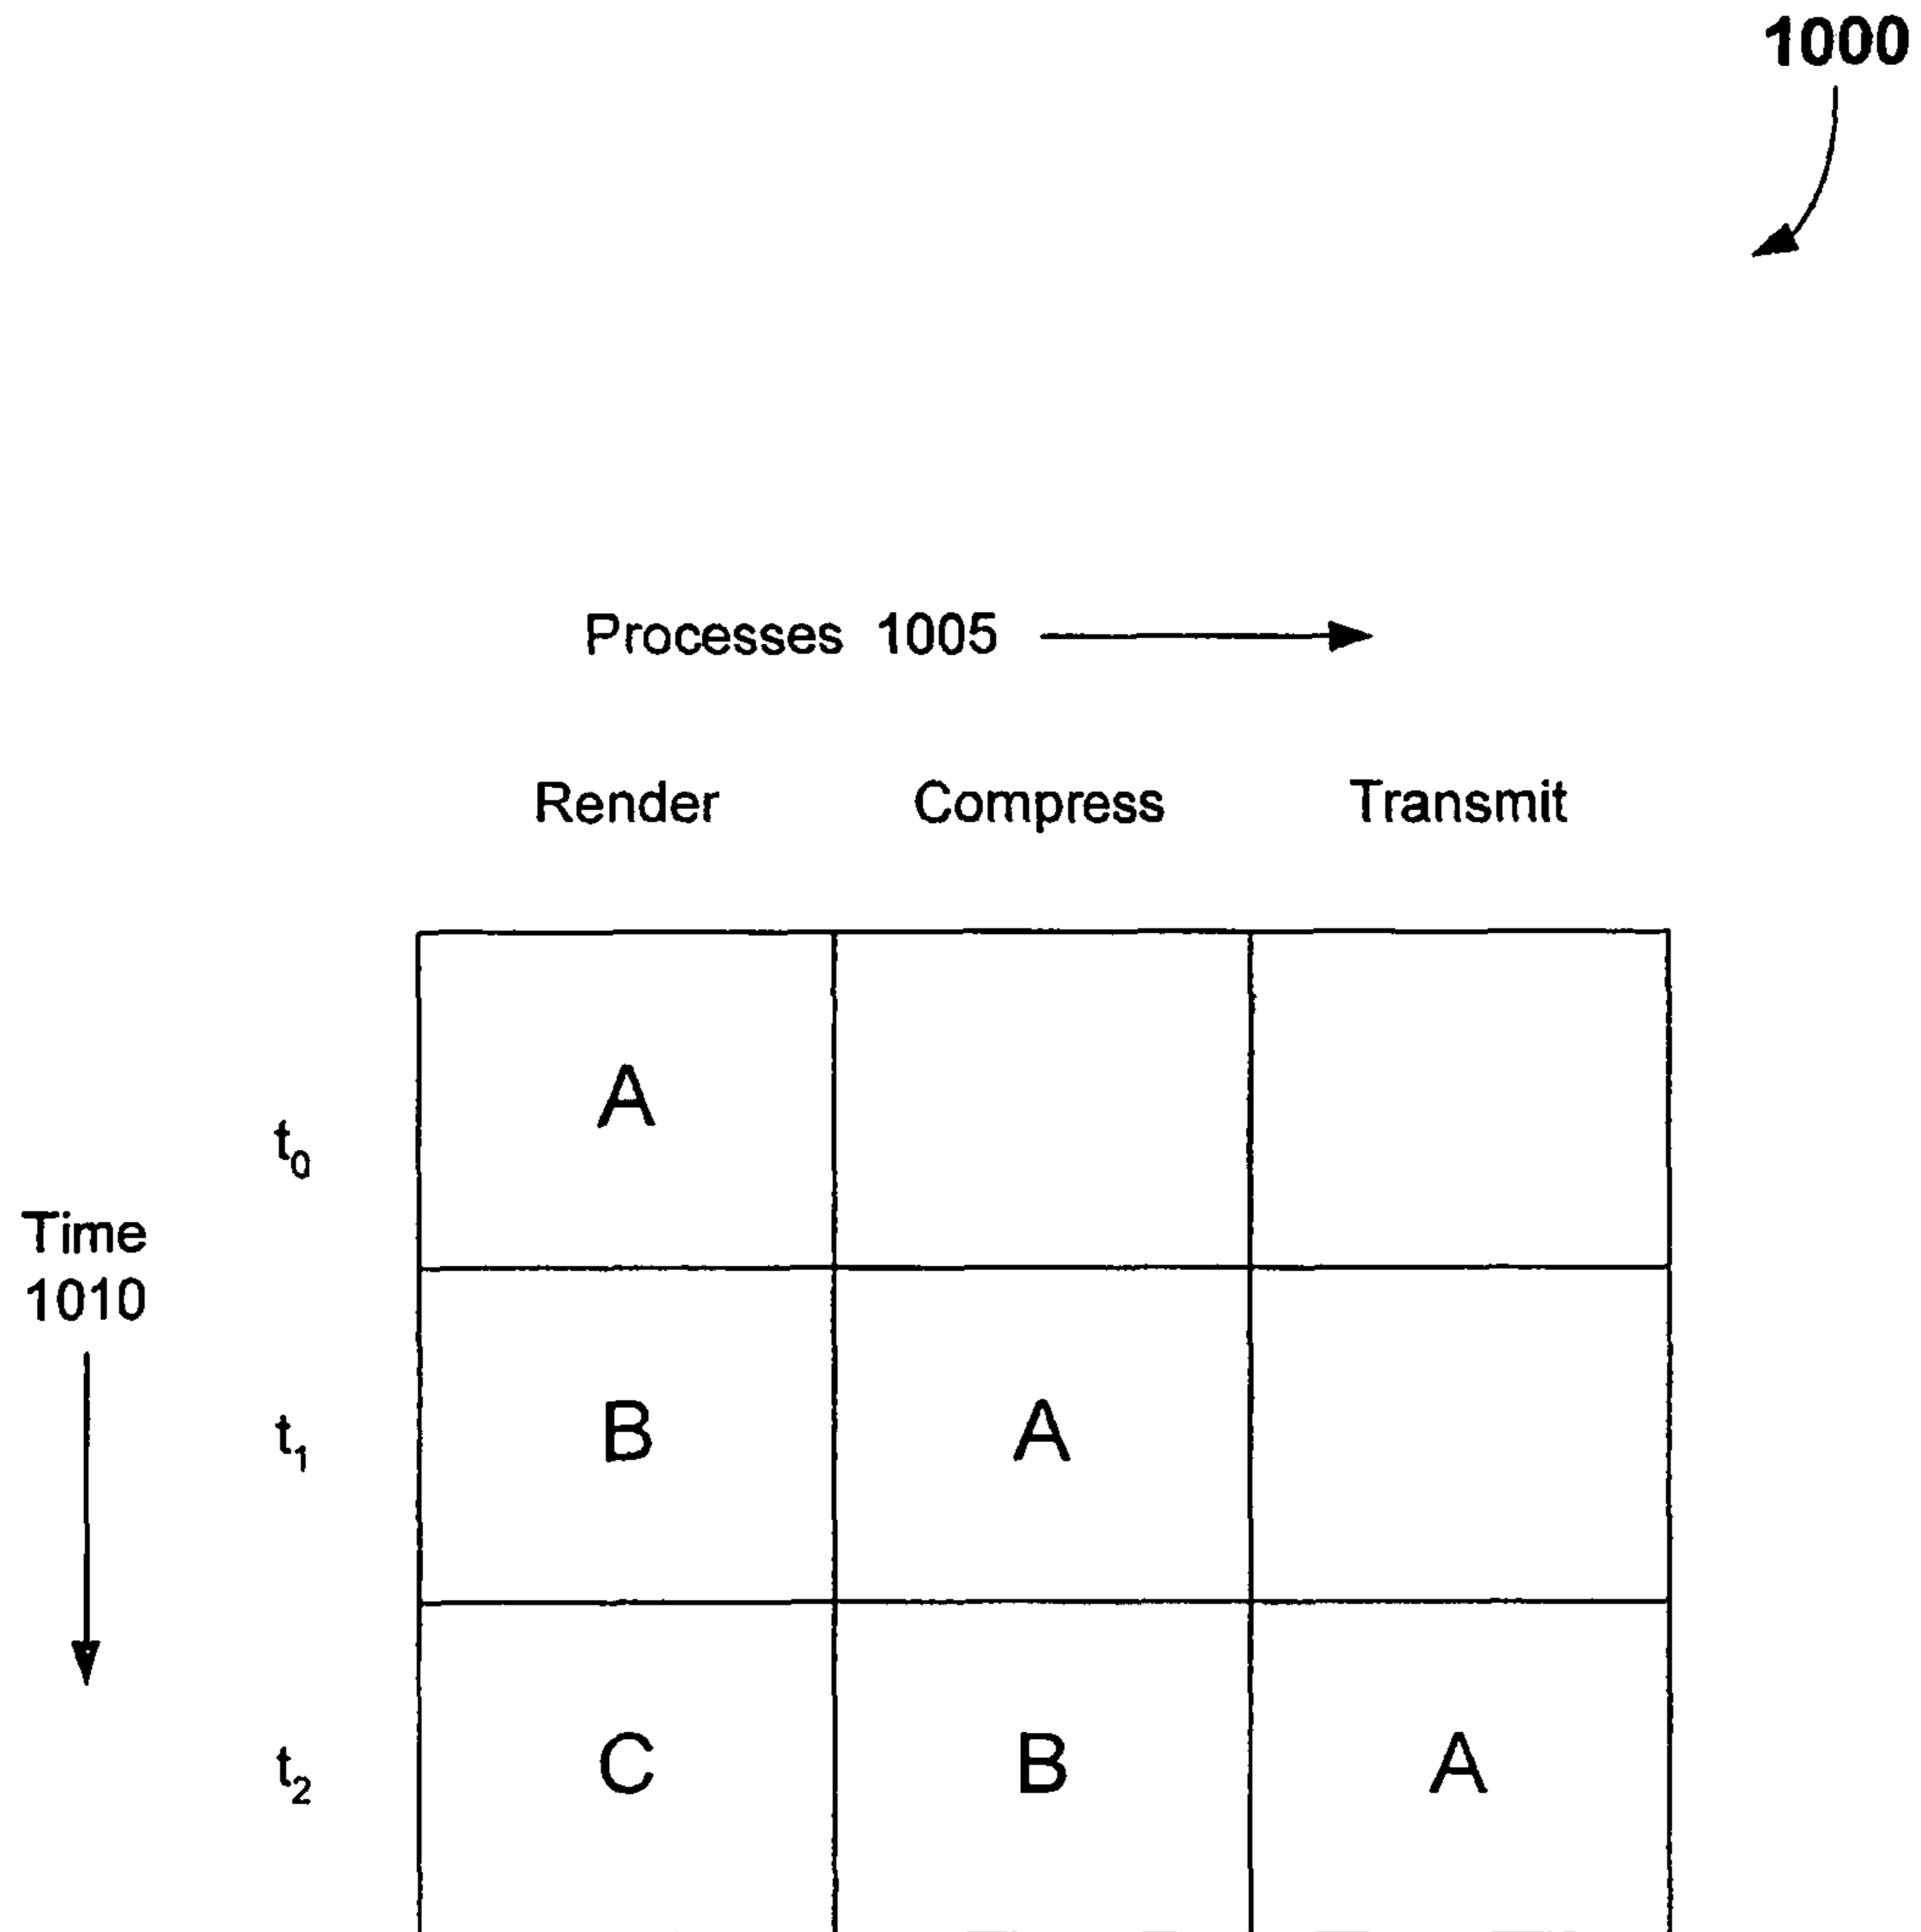 1000
Processes 1005
Render Compress Transmit
A
t0
Time
1010
B A
t1
C B A
t2